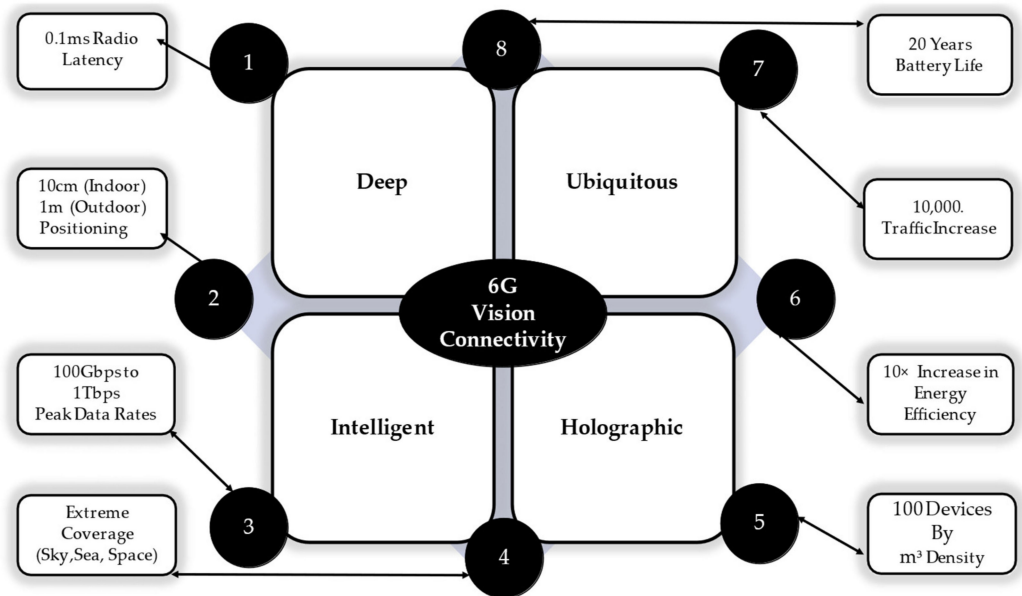 0.1ms Radio
Latency
1
8
7
20 Years
Battery Life
10cm (Indoor)
1m (Outdoor)
Positioning
Deep
Ubiquitous
10,000.
Traffic Increase
2
6G
Vision
Connectivity
6
100Gbps to
1Tbps
Peak Data Rates
Intelligent
Holographic
10× Increase in
Energy
Efficiency
3
5
Extreme
Coverage
(Sky,Sea, Space)
4
100 Devices
By
m³ Density